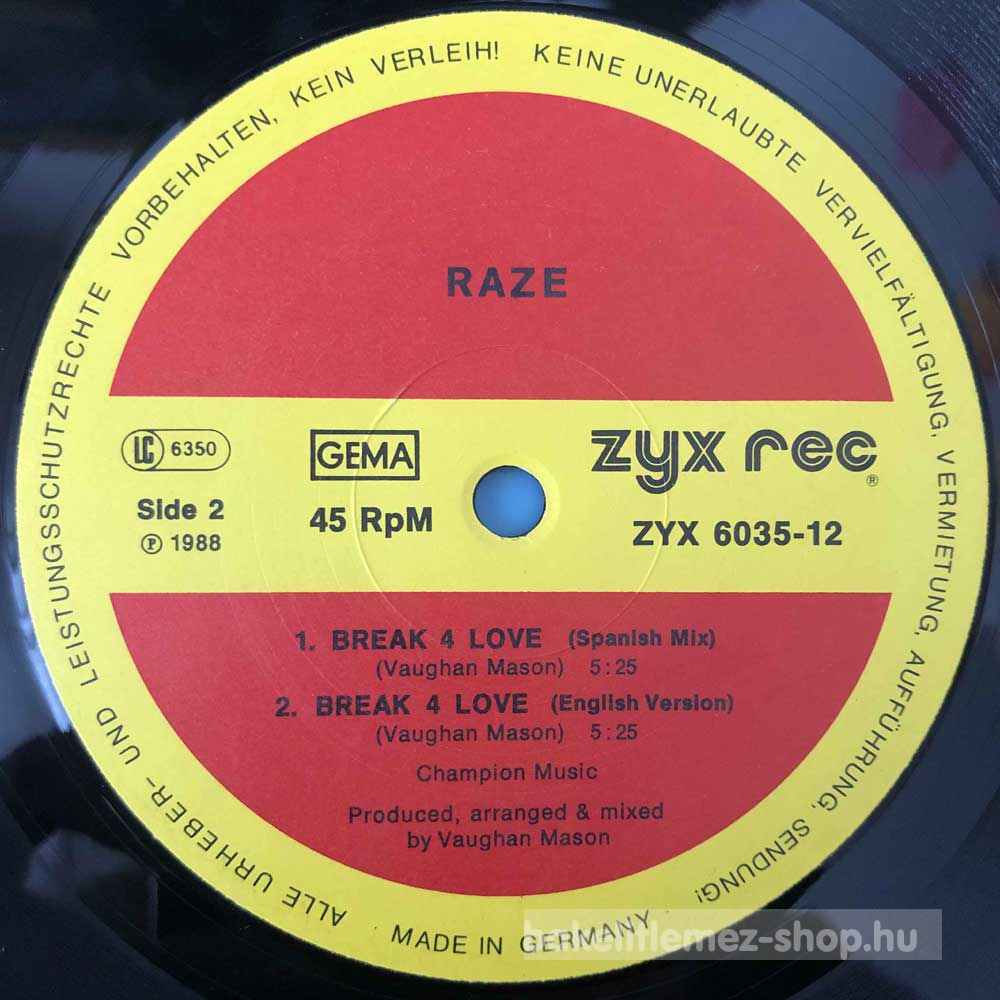 ALLE URHEBER- UND LEISTUNGSSCHUTZRECHTE VORBEHALTEN, KEIN VERLEIH! KEINE UNERLAUBTE VERVIELFÄLTIGUNG, VERMIETUNG, AUFFÜHRUNG, SENDUNG!
RAZE
LC 6350
GEMA
zyx rec ®
Side 2
45 RpM
ZYX 6035-12
℗ 1988
1. BREAK 4 LOVE (Spanish Mix)
(Vaughan Mason) 5:25
2. BREAK 4 LOVE (English Version)
(Vaughan Mason) 5:25
Champion Music
Produced, arranged & mixed
by Vaughan Mason
MADE IN GERMANY
bakelitlemez-shop.hu